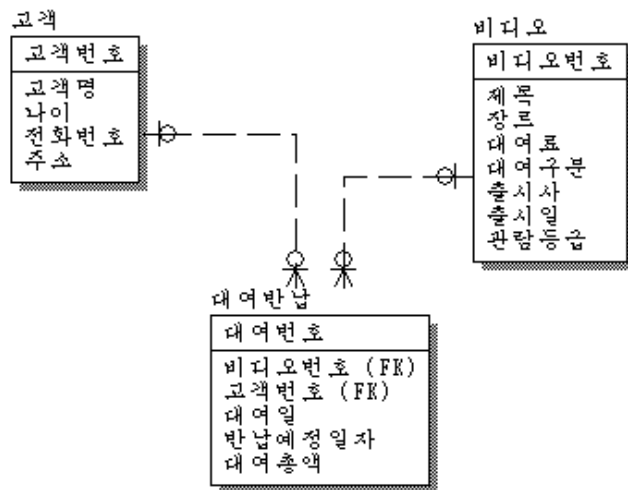 고객
고객번호
고객명
나이
전화번호
주소
비디오
비디오번호
제목
장르
대여료
대여구분
출시사
출시일
관람등급
대여반납
대여번호
비디오번호 (FK)
고객번호 (FK)
대여일
반납예정일자
대여총액